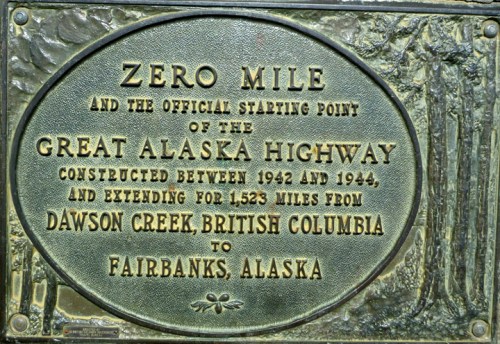 ZERO MILE
AND THE OFFICIAL STARTING POINT
OF THE
GREAT ALASKA HIGHWAY
CONSTRUCTED BETWEEN 1942 AND 1944,
AND EXTENDING FOR 1,523 MILES FROM
DAWSON CREEK, BRITISH COLUMBIA
TO
FAIRBANKS, ALASKA